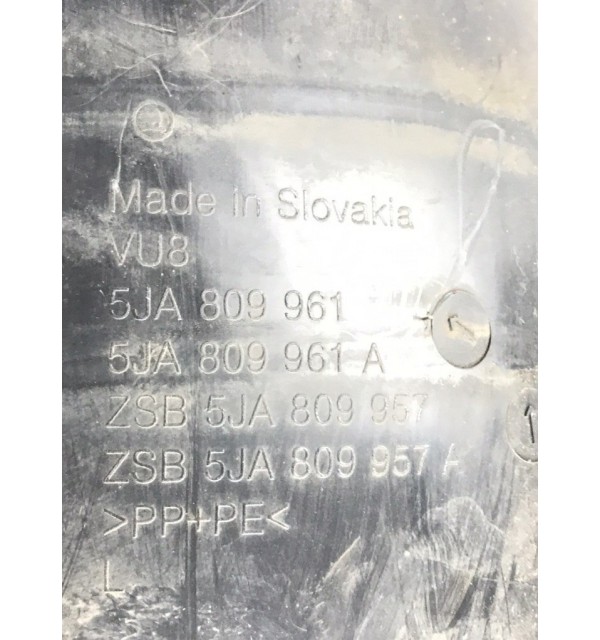 Made in Slovakia
VU8
5JA 809 961
5JA 809 961 A
ZSB 5JA 809 957
ZSB 5JA 809 957 A
>PP+PE<
L
1